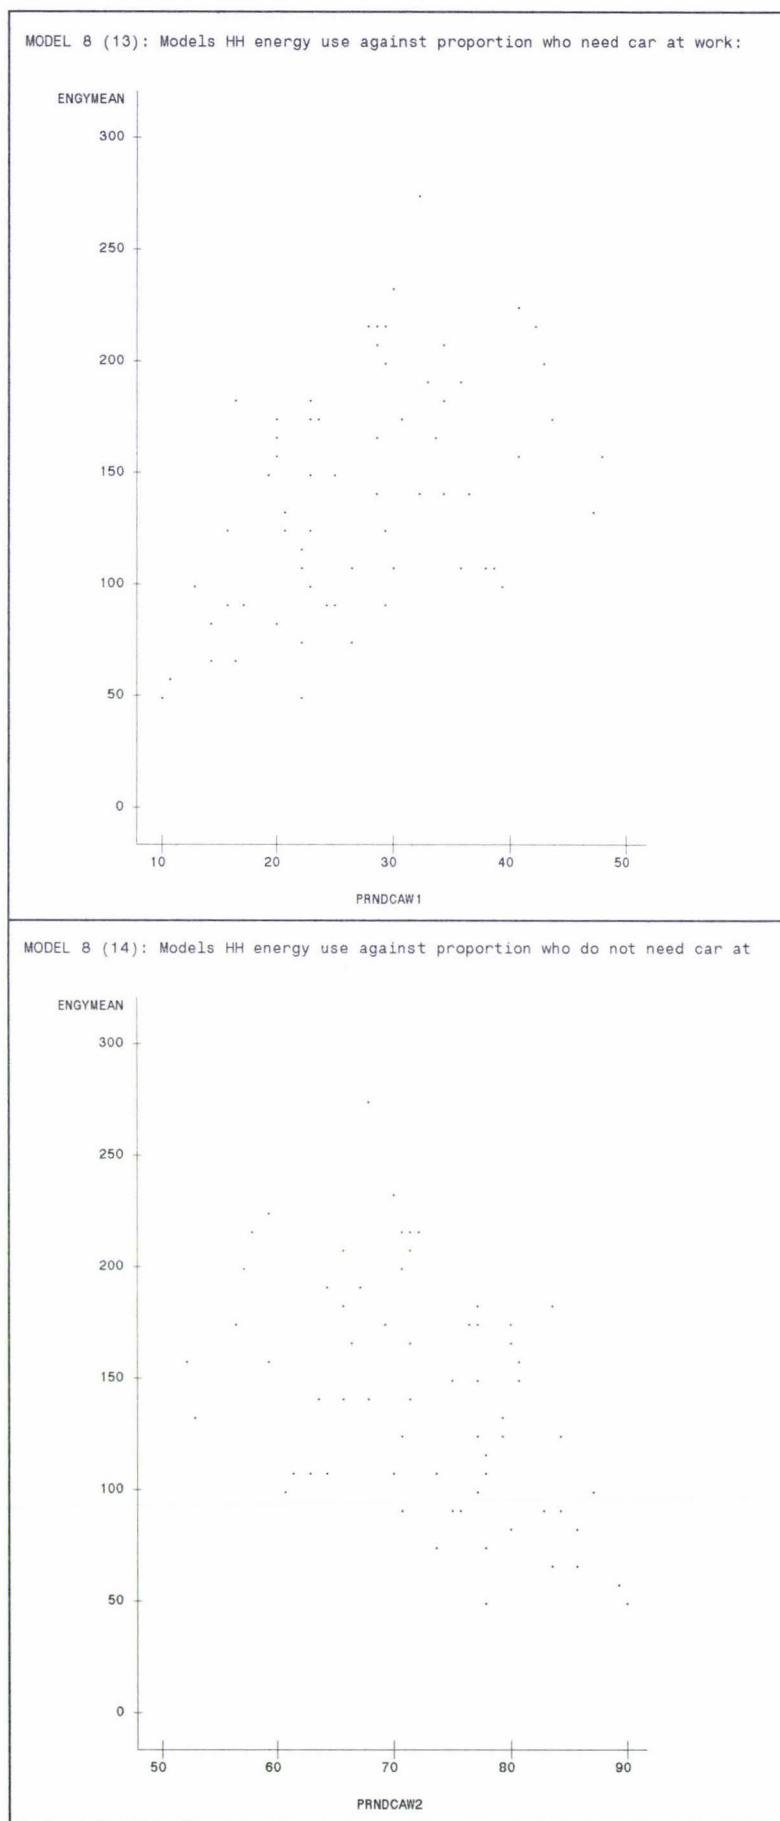 MODEL 8 (13): Models HH energy use against proportion who need car at work:
ENGYMEAN
300
250
200
150
100
50
0
10 20 30 40 50
PRNDCAW1
MODEL 8 (14): Models HH energy use against proportion who do not need car at
ENGYMEAN
300
250
200
150
100
50
0
50 60 70 80 90
PRNDCAW2